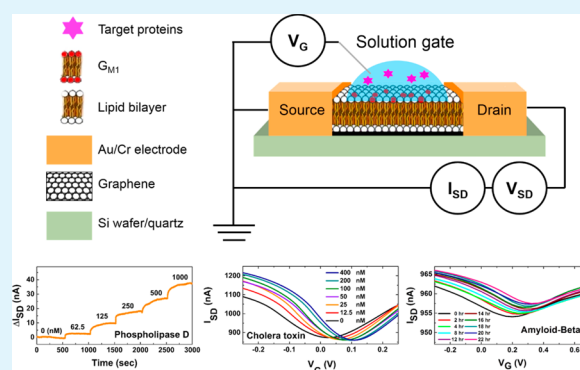 Target proteins
GM1
Lipid bilayer
Au/Cr electrode
Graphene
Si wafer/quartz
VG
Solution gate
Source
Drain
ISD
VSD
ΔISD (nA)
40
30
20
10
0
0 (nM)
62.5
125
250
500
1000
Phospholipase D
0 500 1000 1500 2000 2500 3000
Time (sec)
ISD (nA)
1200
1100
1000
900
400 nM
200 nM
100 nM
50 nM
25 nM
12.5 nM
0 nM
Cholera toxin
-0.2 -0.1 0.0 0.1 0.2
VG (V)
ISD (nA)
965
960
955
950
0 hr 14 hr
2 hr 16 hr
4 hr 18 hr
8 hr 20 hr
12 hr 22 hr
Amyloid-Beta
-0.2 0.0 0.2 0.4 0.6
VG (V)